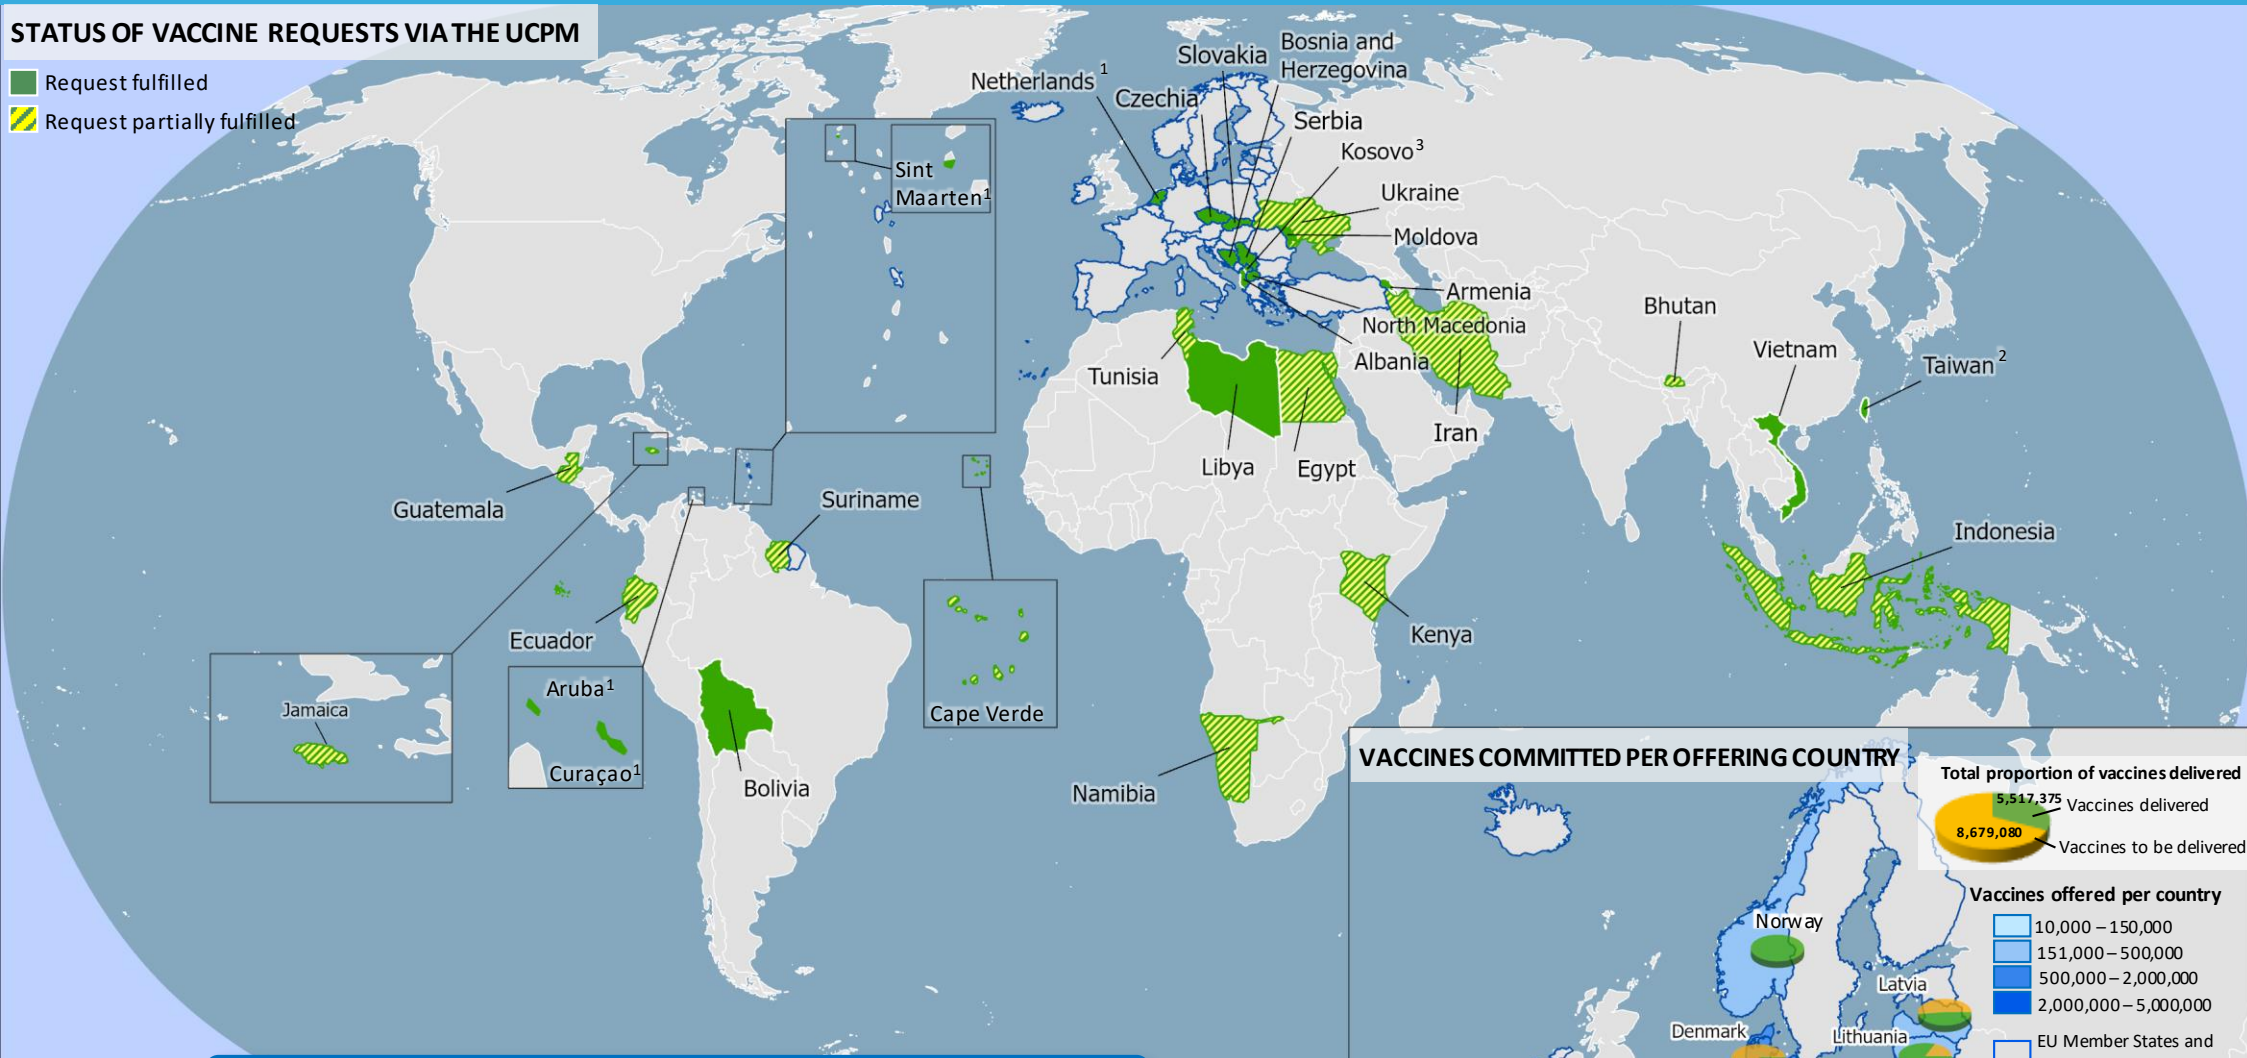 STATUS OF VACCINE REQUESTS VIA THE UCPM
Request fulfilled
Request partially fulfilled
Netherlands 1
Slovakia
Bosnia and
Herzegovina
Czechia
Serbia
Kosovo3
Ukraine
Moldova
Armenia
North Macedonia
Albania
Sint
Maarten1
Tunisia
Libya
Egypt
Iran
Bhutan
Vietnam
Taiwan2
Indonesia
Kenya
Namibia
Guatemala
Suriname
Ecuador
Jamaica
Aruba1
Curaçao1
Bolivia
Cape Verde
VACCINES COMMITTED PER OFFERING COUNTRY
Total proportion of vaccines delivered
5,517,375
Vaccines delivered
8,679,080
Vaccines to be delivered
Vaccines offered per country
10,000 – 150,000
151,000 – 500,000
500,000 – 2,000,000
2,000,000 – 5,000,000
EU Member States and
Norway
Latvia
Denmark
Lithuania